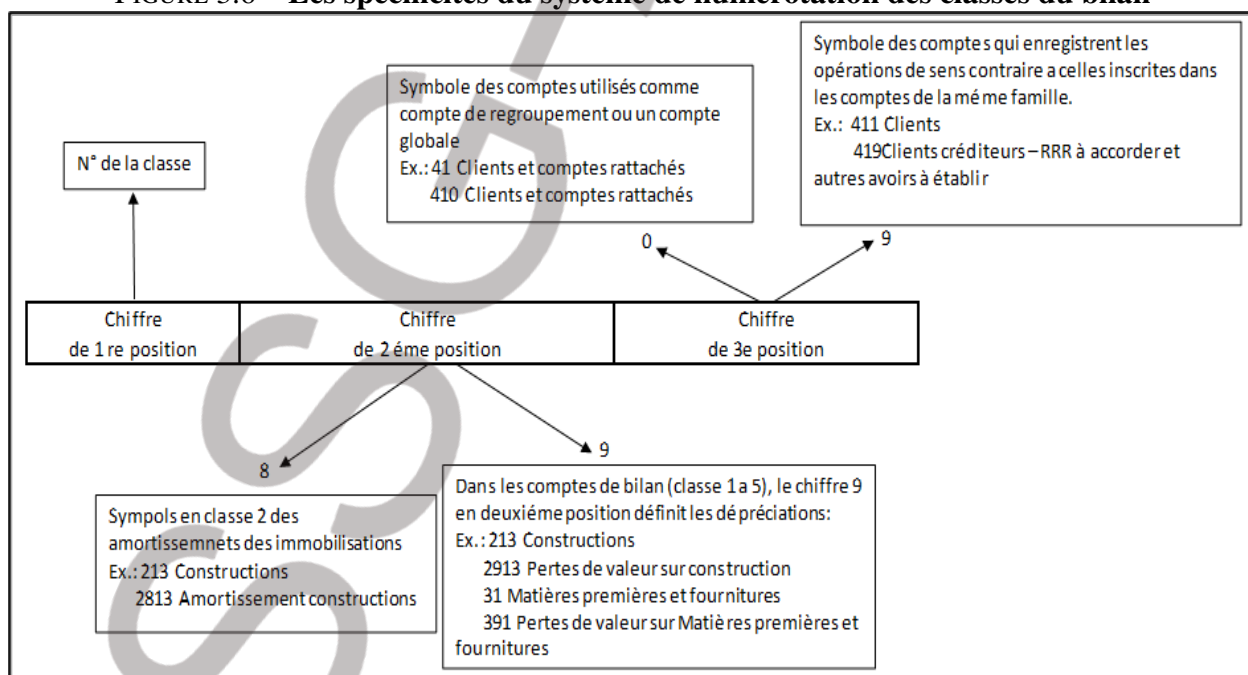 FIGURE 3.6 – Les spécificités du système de numérotation des classes du bilan
Symbole des comptes qui enregistrent les
opérations de sens contraire a celles inscrites dans
les comptes de la méme famille.
Ex.: 411 Clients
419Clients créditeurs – RRR à accorder et
autres avoirs à établir
Symbole des comptes utilisés comme
compte de regroupement ou un compte
globale
Ex.: 41 Clients et comptes rattachés
410 Clients et comptes rattachés
N° de la classe
0
9
Chiffre
de 1 re position
Chiffre
de 2 éme position
Chiffre
de 3e position
8
9
Sympols en classe 2 des
amortissemnets des immobilisations
Ex.: 213 Constructions
2813 Amortissement constructions
Dans les comptes de bilan (classe 1 a 5), le chiffre 9
en deuxiéme position définit les dépréciations:
Ex.: 213 Constructions
2913 Pertes de valeur sur construction
31 Matières premières et fournitures
391 Pertes de valeur sur Matières premières et
fournitures